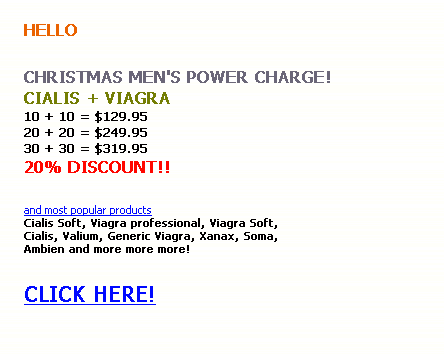 HELLO
CHRISTMAS MEN'S POWER CHARGE!
CIALIS + VIAGRA
10 + 10 = $129.95
20 + 20 = $249.95
30 + 30 = $319.95
20% DISCOUNT!!
and most popular products
Cialis Soft, Viagra professional, Viagra Soft,
Cialis, Valium, Generic Viagra, Xanax, Soma,
Ambien and more more more!
CLICK HERE!